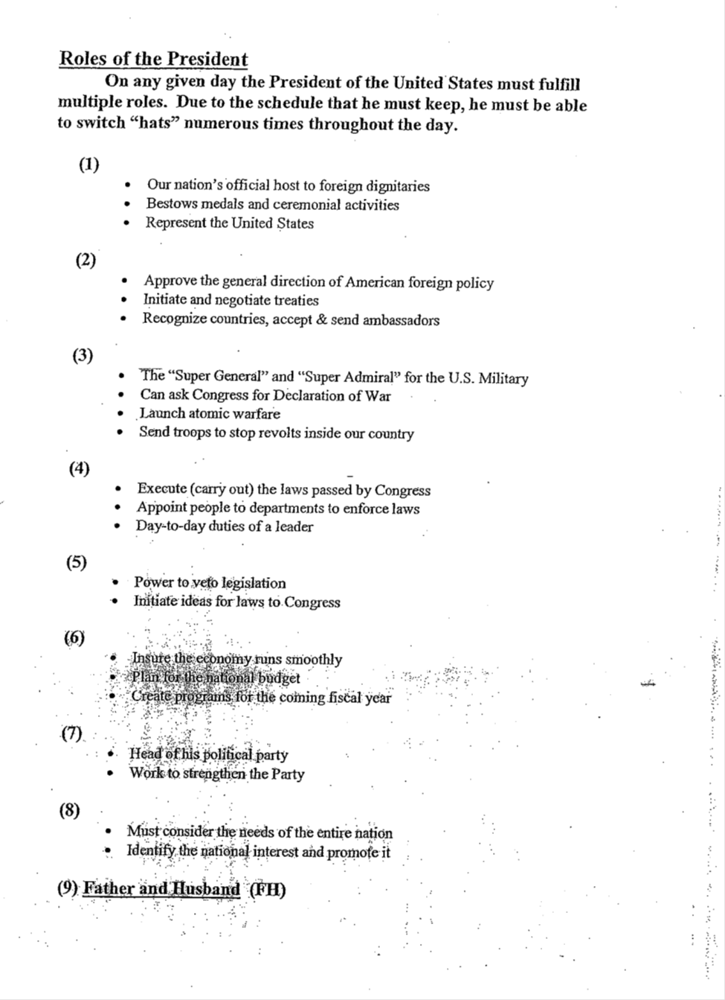 Roles of the President
On any given day the President of the United States must fulfill
multiple roles. Due to the schedule that he must keep, he must be able
to switch “hats” numerous times throughout the day.
(1)
• Our nation’s official host to foreign dignitaries
• Bestows medals and ceremonial activities
• Represent the United States
(2)
• Approve the general direction of American foreign policy
• Initiate and negotiate treaties
• Recognize countries, accept & send ambassadors
(3)
• The “Super General” and “Super Admiral” for the U.S. Military
• Can ask Congress for Declaration of War
• Launch atomic warfare
• Send troops to stop revolts inside our country
(4)
• Execute (carry out) the laws passed by Congress
• Appoint people to departments to enforce laws
• Day-to-day duties of a leader
(5)
• Power to veto legislation
• Initiate ideas for laws to Congress
(6)
• Insure the economy runs smoothly
• Plan for the national budget
• Create programs for the coming fiscal year
(7)
• Head of his political party
• Work to strengthen the Party
(8)
• Must consider the needs of the entire nation
• Identify the national interest and promote it
(9) Father and Husband (FH)